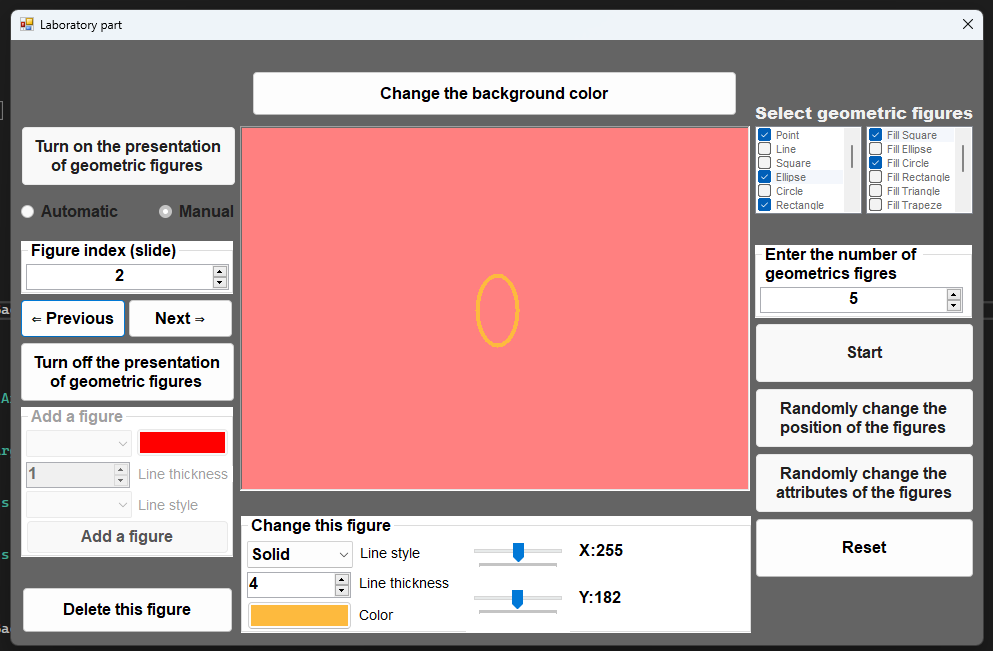 Laboratory part
Change the background color
Select geometric figures
Turn on the presentation
of geometric figures
Point
Line
Square
Ellipse
Circle
Rectangle
Fill Square
Fill Ellipse
Fill Circle
Fill Rectangle
Fill Triangle
Fill Trapeze
Automatic
Manual
Figure index (slide)
2
⇐ Previous
Next ⇒
Turn off the presentation
of geometric figures
Enter the number of
geometrics figres
5
Start
Randomly change the
position of the figures
Randomly change the
attributes of the figures
Reset
Add a figure
1
Line thickness
Line style
Add a figure
Delete this figure
Change this figure
Solid
Line style
4
Line thickness
Color
X:255
Y:182